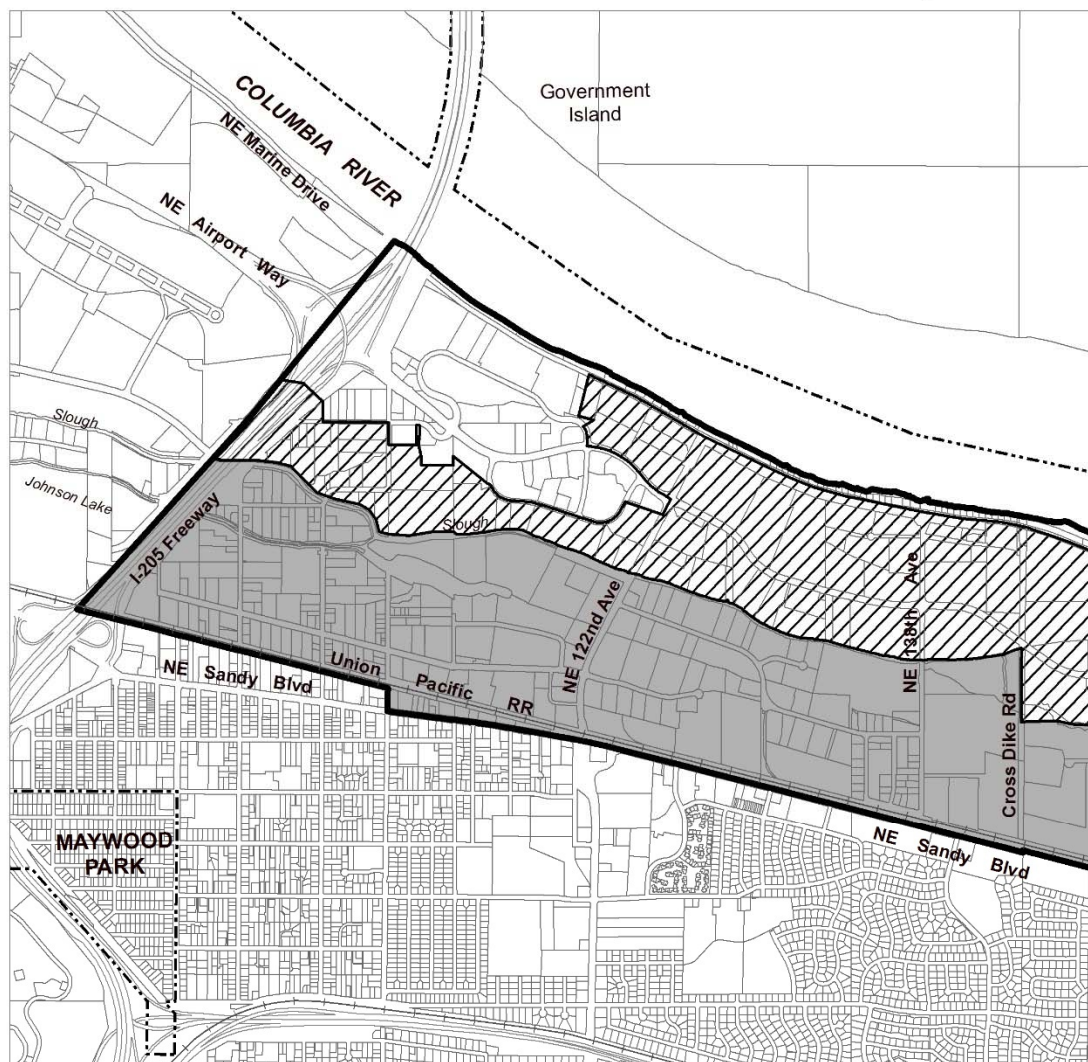 Government
Island
COLUMBIA RIVER
NE Marine Drive
NE Airport Way
Slough
Johnson Lake
I-205 Freeway
Slough
NE 122nd Ave
NE 138th Ave
Cross Dike Rd
Union Pacific RR
NE Sandy Blvd
NE Sandy Blvd
MAYWOOD
PARK